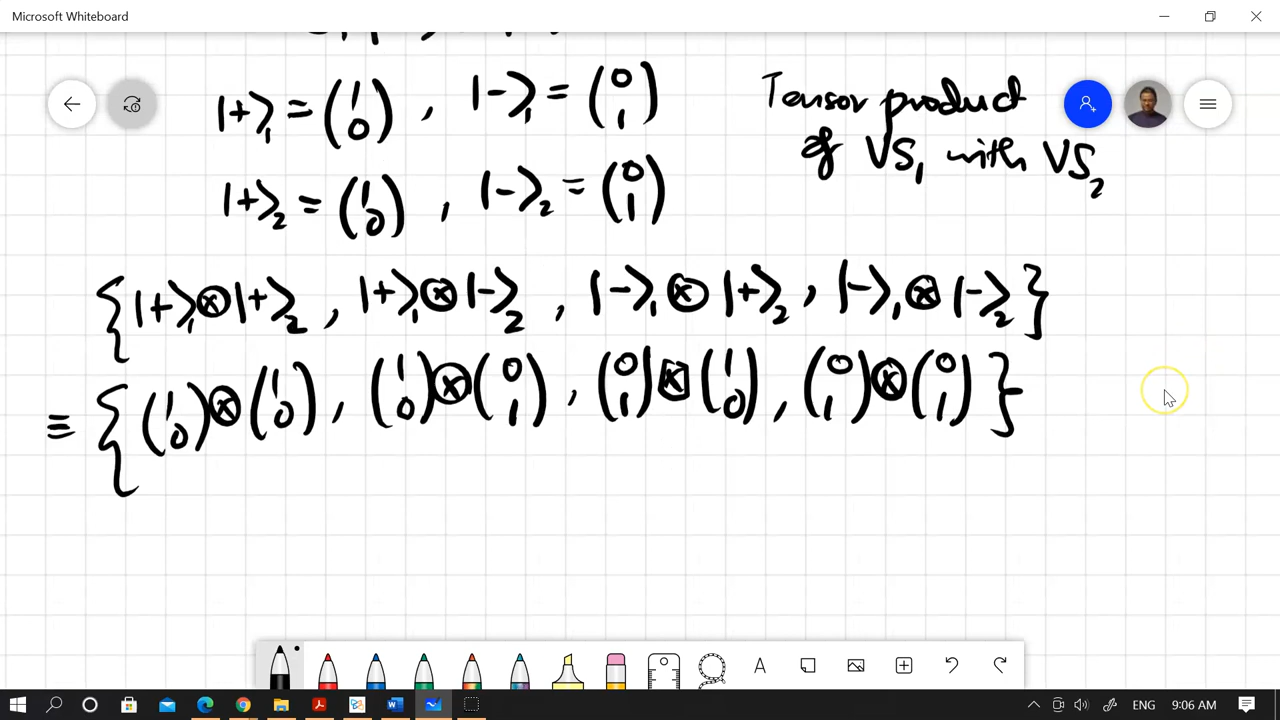 Microsoft Whiteboard
|+⟩₁ = (1 0) , |−⟩₁ = (0 1)
Tensor product
of VS₁ with VS₂
|+⟩₂ = (1 0) , |−⟩₂ = (0 1)
{|+⟩₁⊗|+⟩₂ , |+⟩₁⊗|−⟩₂ , |−⟩₁⊗|+⟩₂ , |−⟩₁⊗|−⟩₂}
≡ {(1 0)⊗(1 0) , (1 0)⊗(0 1) , (0 1)⊗(1 0) , (0 1)⊗(0 1)}
ENG 9:06 AM